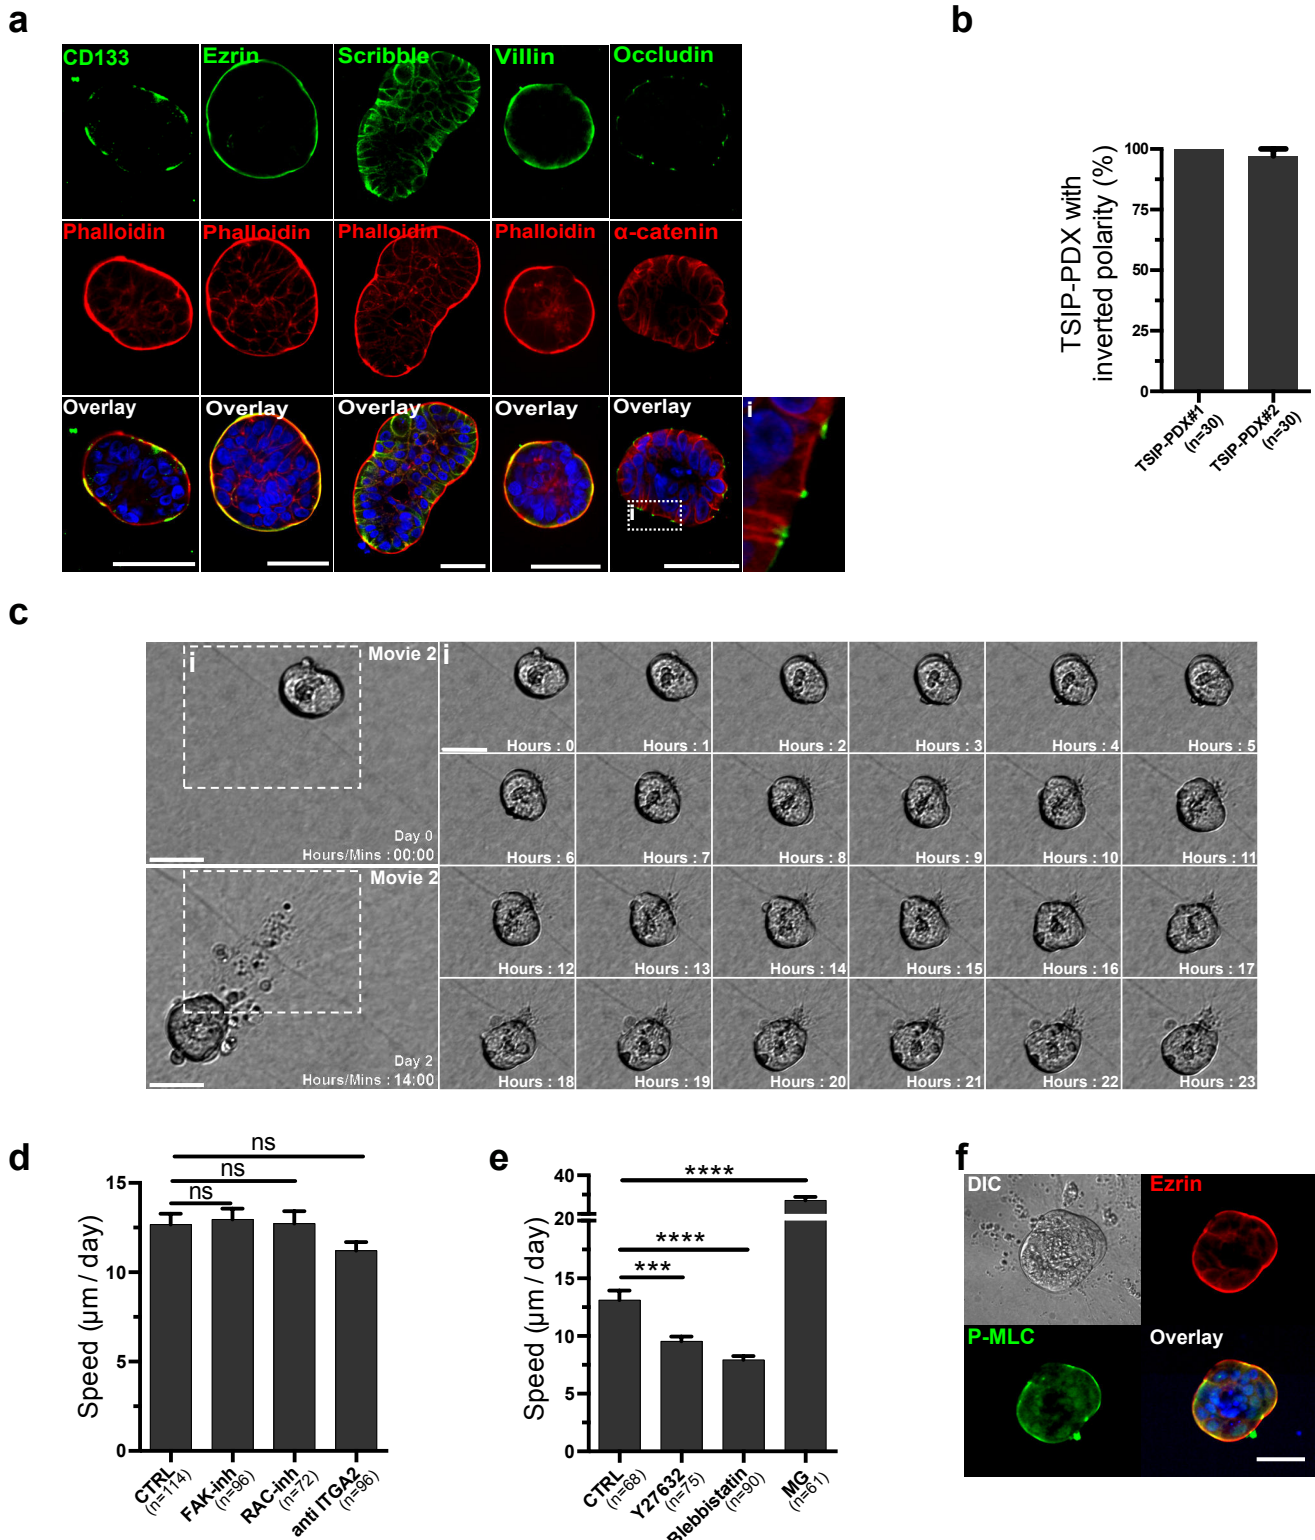 a
CD133
Ezrin
Scribble
Villin
Occludin
Phalloidin
Phalloidin
Phalloidin
Phalloidin
α-catenin
Overlay
Overlay
Overlay
Overlay
Overlay
i
i
b
TSIP-PDX with
inverted polarity (%)
100
75
50
25
0
TSIP-PDX#1
(n=30)
TSIP-PDX#2
(n=30)
c
i
Movie 2
Day 0
Hours/Mins : 00:00
Movie 2
Day 2
Hours/Mins : 14:00
i
Hours : 0
Hours : 1
Hours : 2
Hours : 3
Hours : 4
Hours : 5
Hours : 6
Hours : 7
Hours : 8
Hours : 9
Hours : 10
Hours : 11
Hours : 12
Hours : 13
Hours : 14
Hours : 15
Hours : 16
Hours : 17
Hours : 18
Hours : 19
Hours : 20
Hours : 21
Hours : 22
Hours : 23
d
ns
ns
ns
Speed (µm / day)
15
10
5
0
CTRL
(n=114)
FAK-inh
(n=96)
RAC-inh
(n=72)
anti ITGA2
(n=96)
e
****
****
***
Speed (µm / day)
40
20
15
10
5
0
CTRL
(n=68)
Y27632
(n=75)
Blebbistatin
(n=90)
MG
(n=61)
f
DIC
Ezrin
P-MLC
Overlay